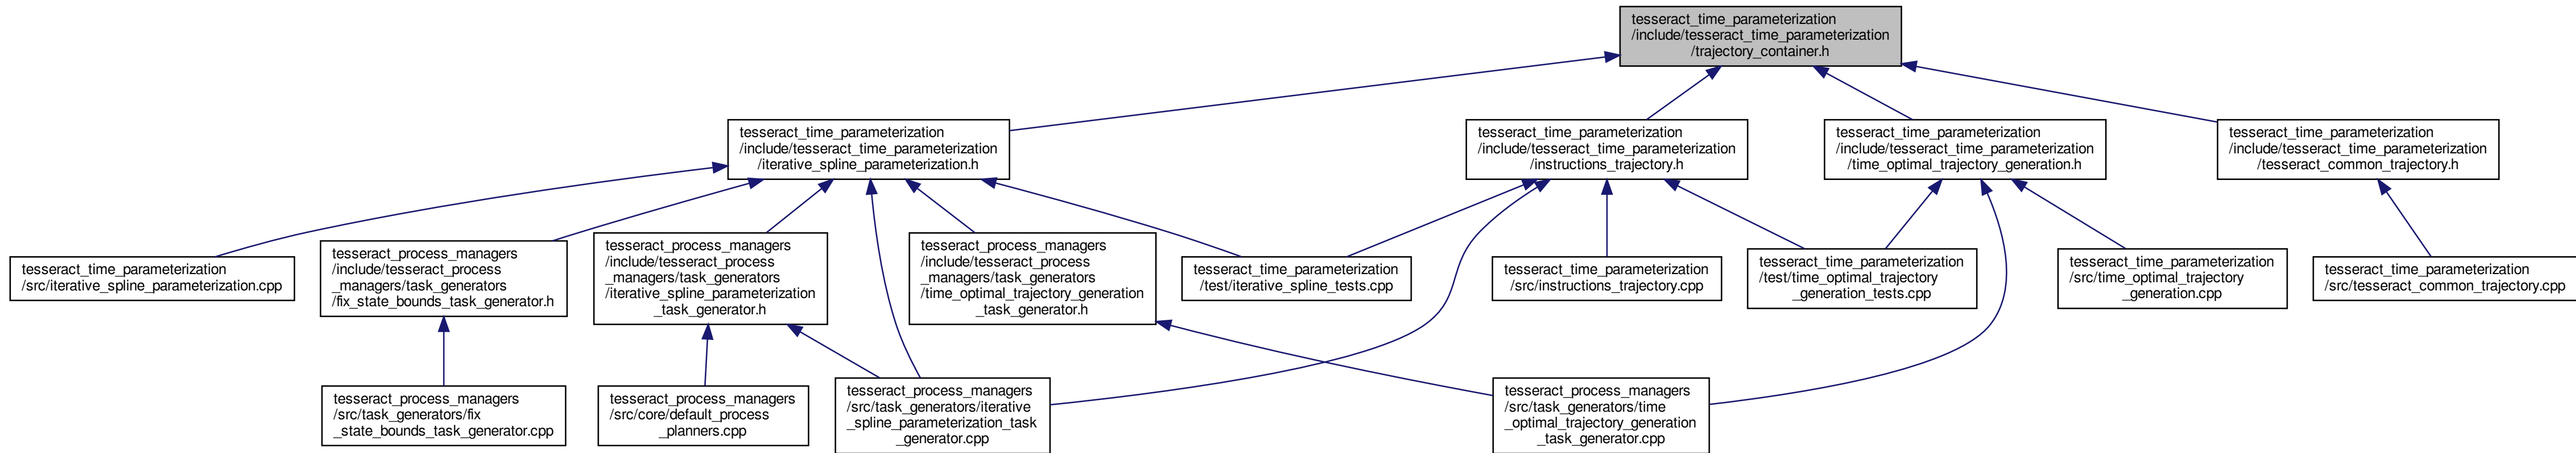 tesseract_time_parameterization
/include/tesseract_time_parameterization
/trajectory_container.h
tesseract_time_parameterization
/include/tesseract_time_parameterization
/iterative_spline_parameterization.h
tesseract_time_parameterization
/include/tesseract_time_parameterization
/instructions_trajectory.h
tesseract_time_parameterization
/include/tesseract_time_parameterization
/time_optimal_trajectory_generation.h
tesseract_time_parameterization
/include/tesseract_time_parameterization
/tesseract_common_trajectory.h
tesseract_time_parameterization
/src/iterative_spline_parameterization.cpp
tesseract_process_managers
/include/tesseract_process
_managers/task_generators
/fix_state_bounds_task_generator.h
tesseract_process_managers
/include/tesseract_process
_managers/task_generators
/iterative_spline_parameterization
_task_generator.h
tesseract_process_managers
/include/tesseract_process
_managers/task_generators
/time_optimal_trajectory_generation
_task_generator.h
tesseract_time_parameterization
/test/iterative_spline_tests.cpp
tesseract_time_parameterization
/src/instructions_trajectory.cpp
tesseract_time_parameterization
/test/time_optimal_trajectory
_generation_tests.cpp
tesseract_time_parameterization
/src/time_optimal_trajectory
_generation.cpp
tesseract_time_parameterization
/src/tesseract_common_trajectory.cpp
tesseract_process_managers
/src/task_generators/fix
_state_bounds_task_generator.cpp
tesseract_process_managers
/src/core/default_process
_planners.cpp
tesseract_process_managers
/src/task_generators/iterative
_spline_parameterization_task
_generator.cpp
tesseract_process_managers
/src/task_generators/time
_optimal_trajectory_generation
_task_generator.cpp